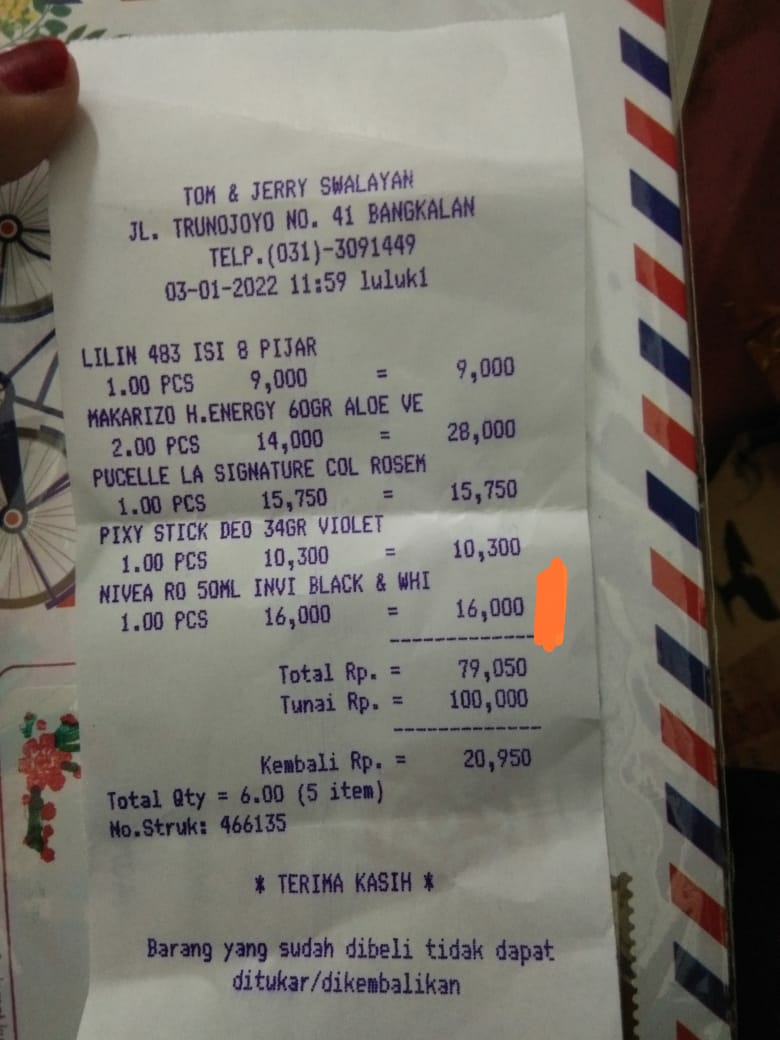 TOM & JERRY SWALAYAN
JL. TRUNOJOYO NO. 41 BANGKALAN
TELP.(031)-3091449
03-01-2022 11:59 luluk1
LILIN 483 ISI 8 PIJAR
1.00 PCS 9,000 = 9,000
MAKARIZO H.ENERGY 60GR ALOE VE
2.00 PCS 14,000 = 28,000
PUCELLE LA SIGNATURE COL ROSEM
1.00 PCS 15,750 = 15,750
PIXY STICK DEO 34GR VIOLET
1.00 PCS 10,300 = 10,300
NIVEA RO 50ML INVI BLACK & WHI
1.00 PCS 16,000 = 16,000
-------------
Total Rp. = 79,050
Tunai Rp. = 100,000
-------------
Kembali Rp. = 20,950
Total Qty = 6.00 (5 item)
No.Struk: 466135
* TERIMA KASIH *
Barang yang sudah dibeli tidak dapat
ditukar/dikembalikan